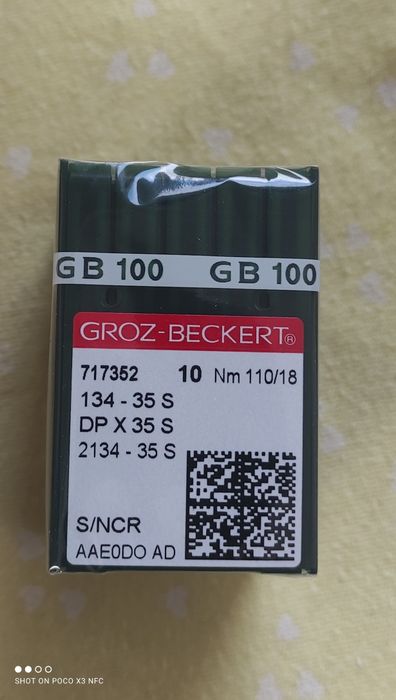 GB 100 GB 100
GROZ-BECKERT®
717352 10 Nm 110/18
134 - 35 S
DP X 35 S
2134 - 35 S
S/NCR
AAE0DO AD
SHOT ON POCO X3 NFC